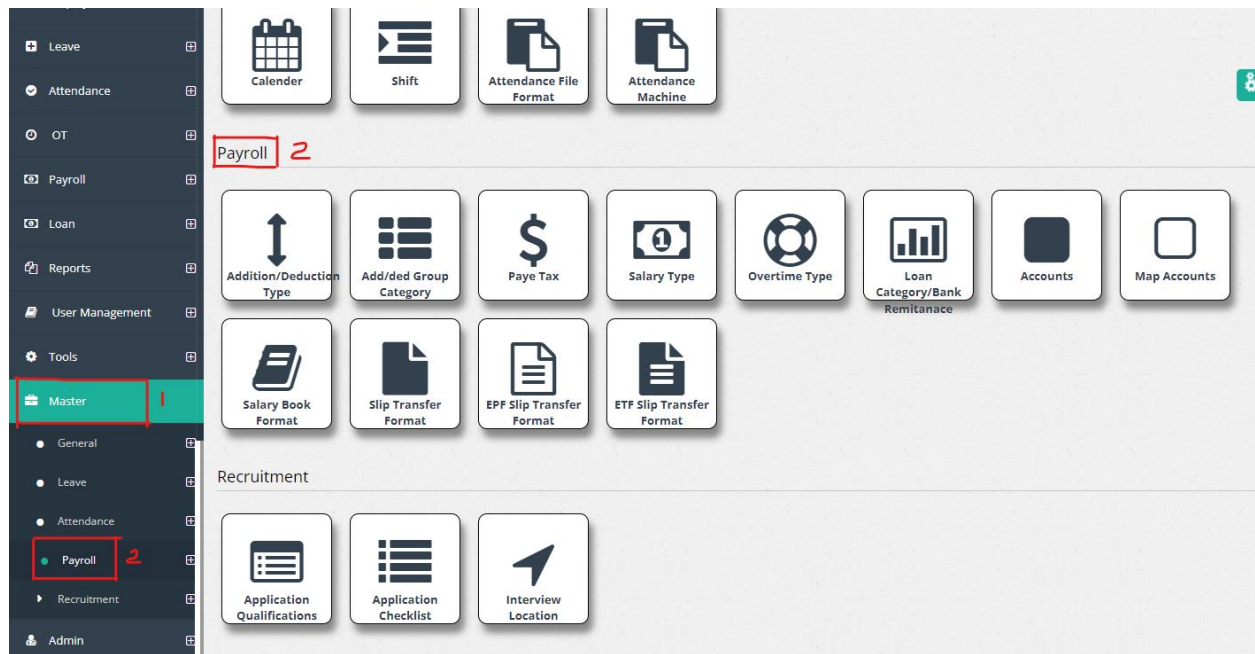 Leave
Attendance
OT
Payroll
Loan
Reports
User Management
Tools
Master
1
General
Leave
Attendance
Payroll
2
Recruitment
Admin
Calender
Shift
Attendance File
Format
Attendance
Machine
Payroll
2
Addition/Deduction
Type
Add/ded Group
Category
Paye Tax
Salary Type
Overtime Type
Loan
Category/Bank
Remitanace
Accounts
Map Accounts
Salary Book
Format
Slip Transfer
Format
EPF Slip Transfer
Format
ETF Slip Transfer
Format
Recruitment
Application
Qualifications
Application
Checklist
Interview
Location